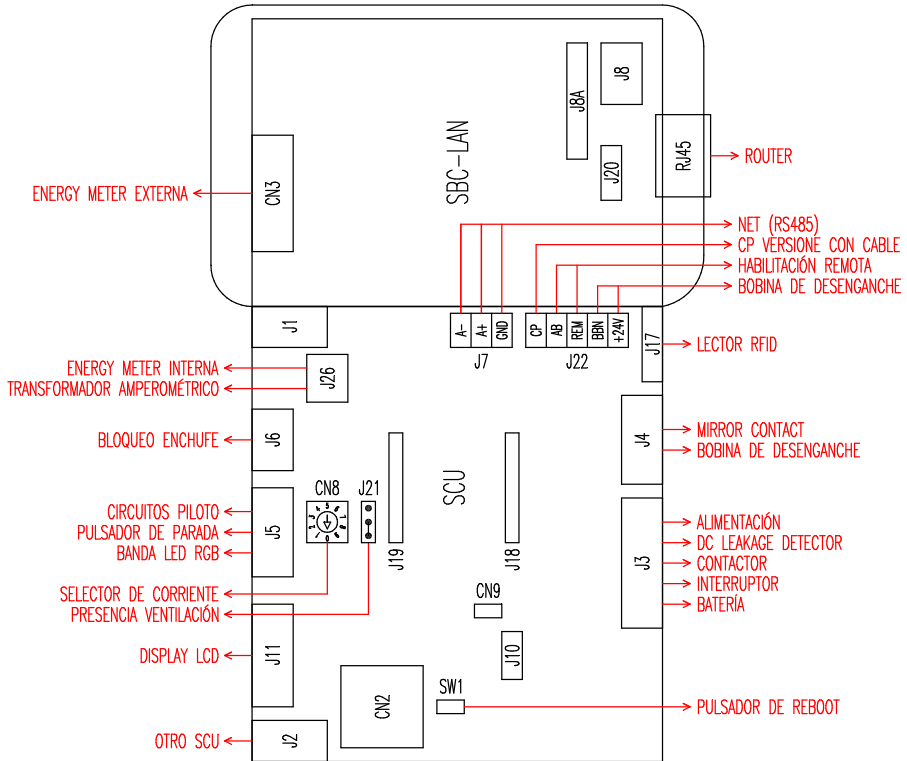 J8
J8A
SBC-LAN
J20
RJ45
ROUTER
CN3
ENERGY METER EXTERNA
NET (RS485)
CP VERSIONE CON CABLE
HABILITACIÓN REMOTA
BOBINA DE DESENGANCHE
J1
A-
A+
GND
CP
AB
REM
BBN
+24V
J17
LECTOR RFID
J7
J22
ENERGY METER INTERNA
TRANSFORMADOR AMPEROMÉTRICO
J26
BLOQUEO ENCHUFE
J6
J4
MIRROR CONTACT
BOBINA DE DESENGANCHE
CN8
J21
SCU
CIRCUITOS PILOTO
PULSADOR DE PARADA
BANDA LED RGB
J5
J19
J18
J3
ALIMENTACIÓN
DC LEAKAGE DETECTOR
CONTACTOR
INTERRUPTOR
BATERÍA
SELECTOR DE CORRIENTE
PRESENCIA VENTILACIÓN
CN9
J10
DISPLAY LCD
J11
CN2
SW1
PULSADOR DE REBOOT
OTRO SCU
J2